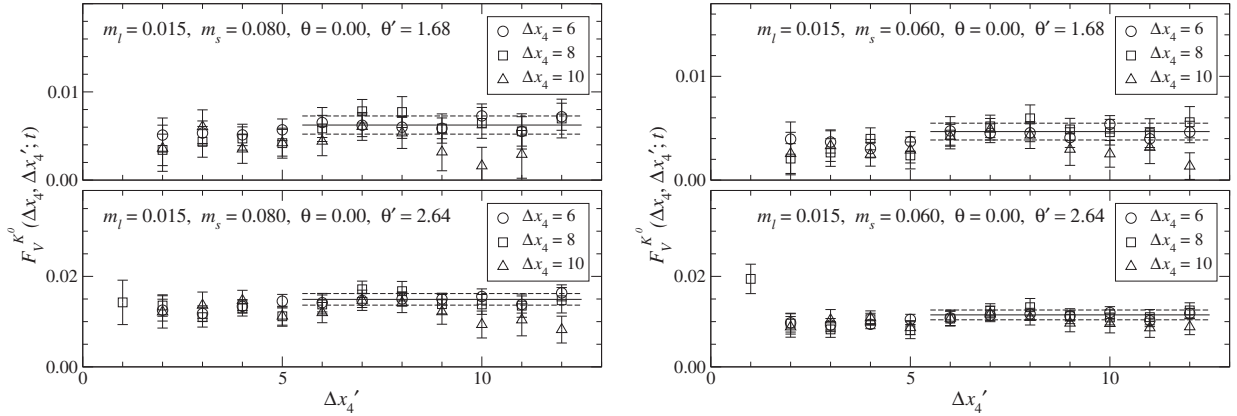 m_l = 0.015, m_s = 0.080, θ = 0.00, θ′ = 1.68
Δx_4 = 6
Δx_4 = 8
Δx_4 = 10
0.01
0.00
m_l = 0.015, m_s = 0.080, θ = 0.00, θ′ = 2.64
Δx_4 = 6
Δx_4 = 8
Δx_4 = 10
0.02
0.00
0 5 10
Δx_4′
F_V^{K^0}(Δx_4, Δx_4′; t)
m_l = 0.015, m_s = 0.060, θ = 0.00, θ′ = 1.68
Δx_4 = 6
Δx_4 = 8
Δx_4 = 10
0.01
0.00
m_l = 0.015, m_s = 0.060, θ = 0.00, θ′ = 2.64
Δx_4 = 6
Δx_4 = 8
Δx_4 = 10
0.02
0.00
0 5 10
Δx_4′
F_V^{K^0}(Δx_4, Δx_4′; t)